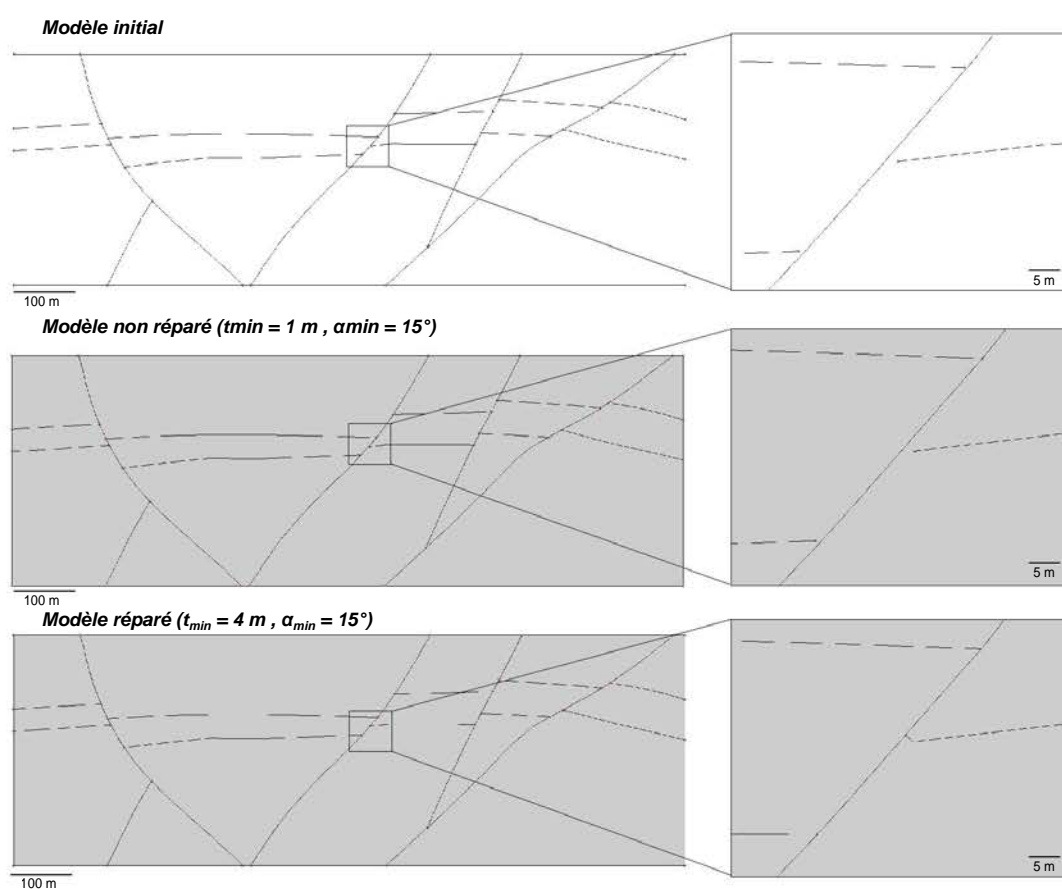 Modèle initial
5 m
100 m
Modèle non réparé (tmin = 1 m , αmin = 15°)
5 m
100 m
Modèle réparé (tmin = 4 m , αmin = 15°)
5 m
100 m